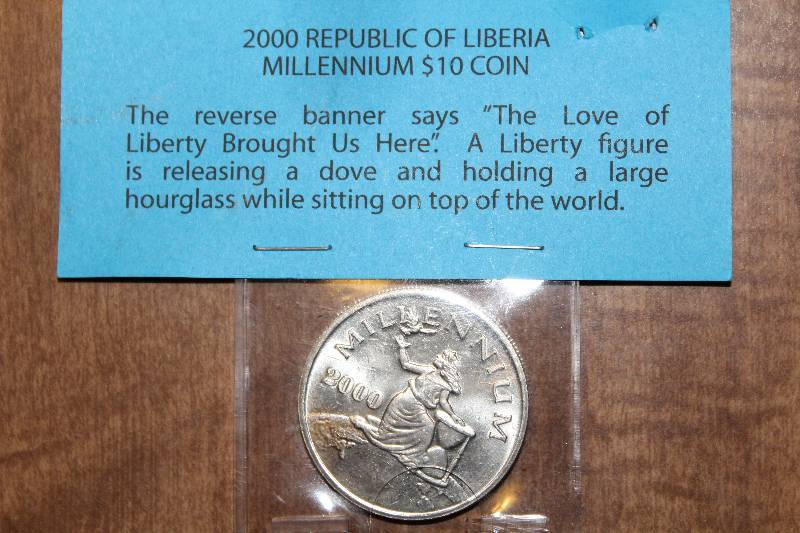 2000 REPUBLIC OF LIBERIA
MILLENNIUM $10 COIN
The reverse banner says “The Love of
Liberty Brought Us Here”. A Liberty figure
is releasing a dove and holding a large
hourglass while sitting on top of the world.
MILLENNIUM
2000